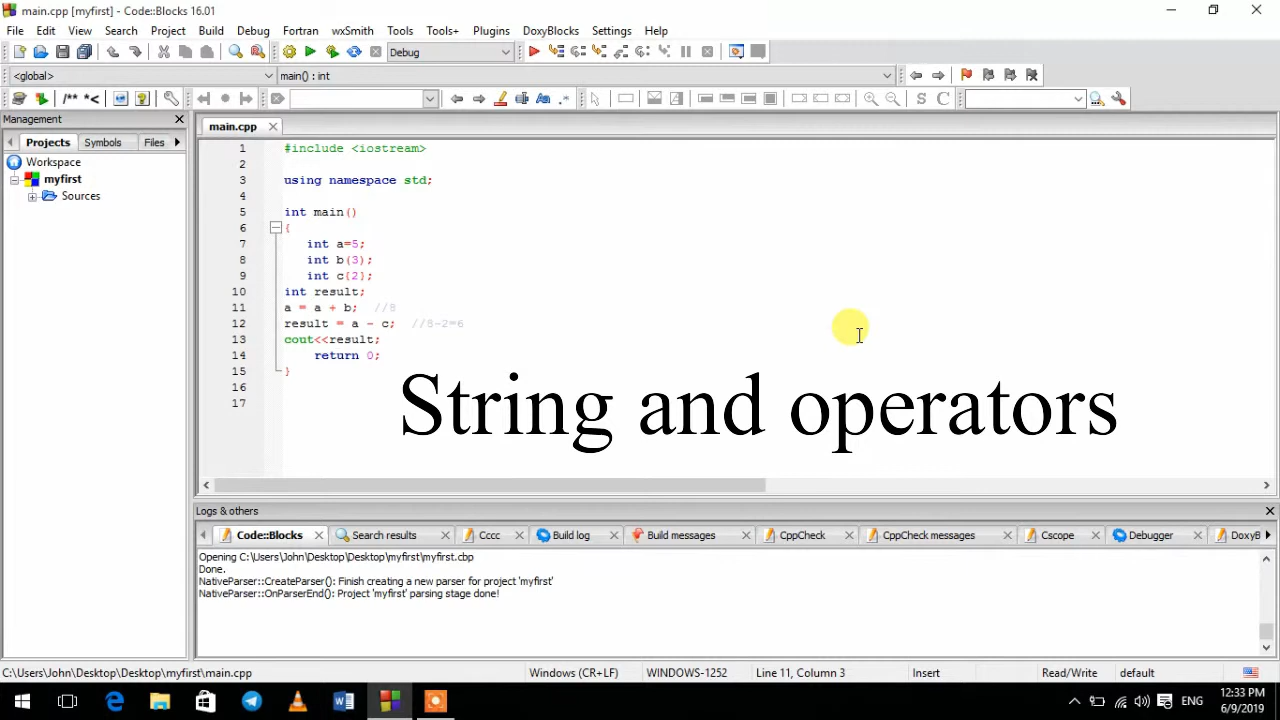 main.cpp [myfirst] - Code::Blocks 16.01
File Edit View Search Project Build Debug Fortran wxSmith Tools Tools+ Plugins DoxyBlocks Settings Help
Debug
<global> main() : int
/** *< S C
Management
main.cpp
Projects Symbols Files
Workspace
myfirst
Sources
1 #include <iostream>
2
3 using namespace std;
4
5 int main()
6 {
7 int a=5;
8 int b(3);
9 int c{2};
10 int result;
11 a = a + b; //8
12 result = a - c; //8-2=6
13 cout<<result;
14 return 0;
15 }
16
17
String and operators
Logs & others
Code::Blocks Search results Cccc Build log Build messages CppCheck CppCheck messages Cscope Debugger DoxyB
Opening C:\Users\John\Desktop\Desktop\myfirst\myfirst.cbp
Done.
NativeParser::CreateParser(): Finish creating a new parser for project 'myfirst'
NativeParser::OnParserEnd(): Project 'myfirst' parsing stage done!
C:\Users\John\Desktop\Desktop\myfirst\main.cpp Windows (CR+LF) WINDOWS-1252 Line 11, Column 3 Insert Read/Write default
ENG
12:33 PM
6/9/2019